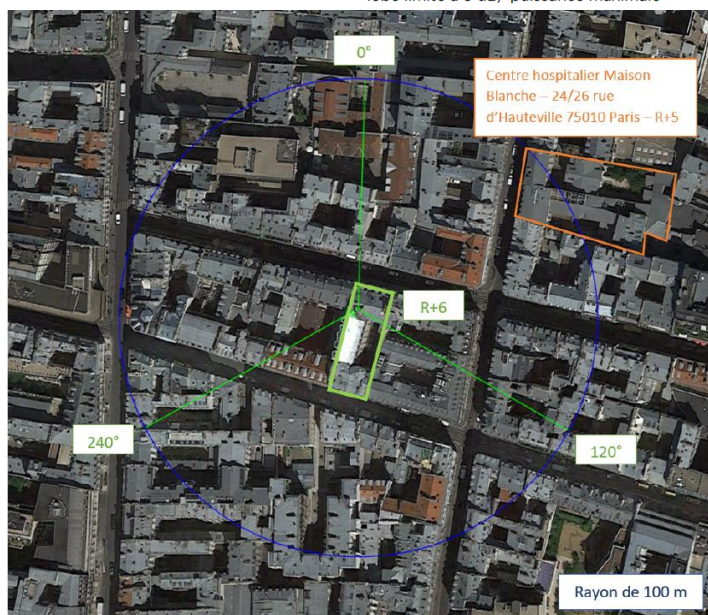 0°
Centre hospitalier Maison
Blanche – 24/26 rue
d'Hauteville 75010 Paris – R+5
R+6
240°
120°
Rayon de 100 m